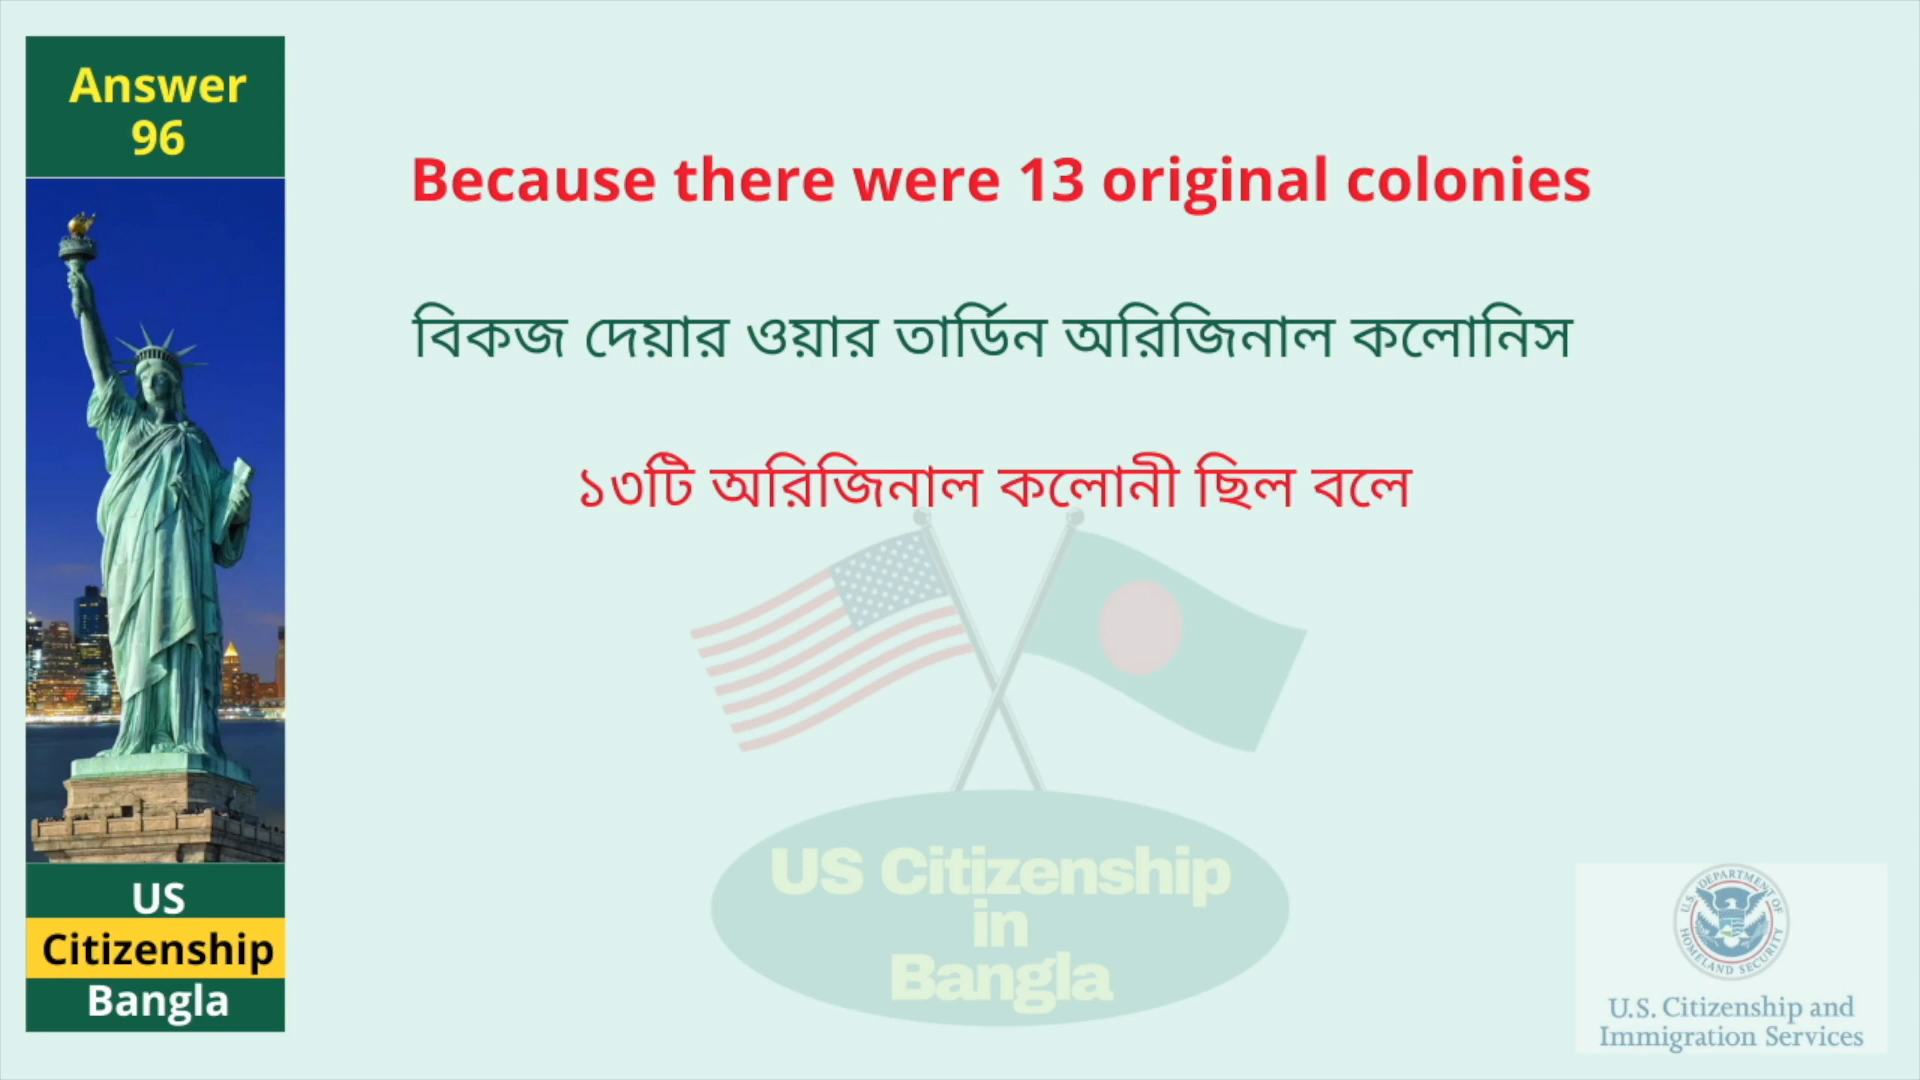 Answer
96
Because there were 13 original colonies
বিকজ দেয়ার ওয়ার তার্ডিন অরিজিনাল কলোনিস
১৩টি অরিজিনাল কলোনী ছিল বলে
US Citizenship
in
Bangla
US
Citizenship
Bangla
U.S. DEPARTMENT OF
HOMELAND SECURITY
U.S. Citizenship and
Immigration Services